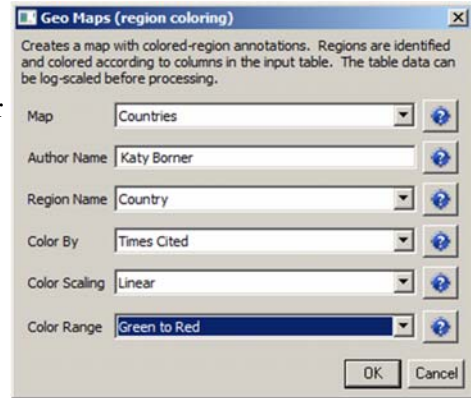 Geo Maps (region coloring)
Creates a map with colored-region annotations. Regions are identified
and colored according to columns in the input table. The table data can
be log-scaled before processing.
Map Countries
Author Name Katy Borner
Region Name Country
Color By Times Cited
Color Scaling Linear
Color Range Green to Red
OK Cancel